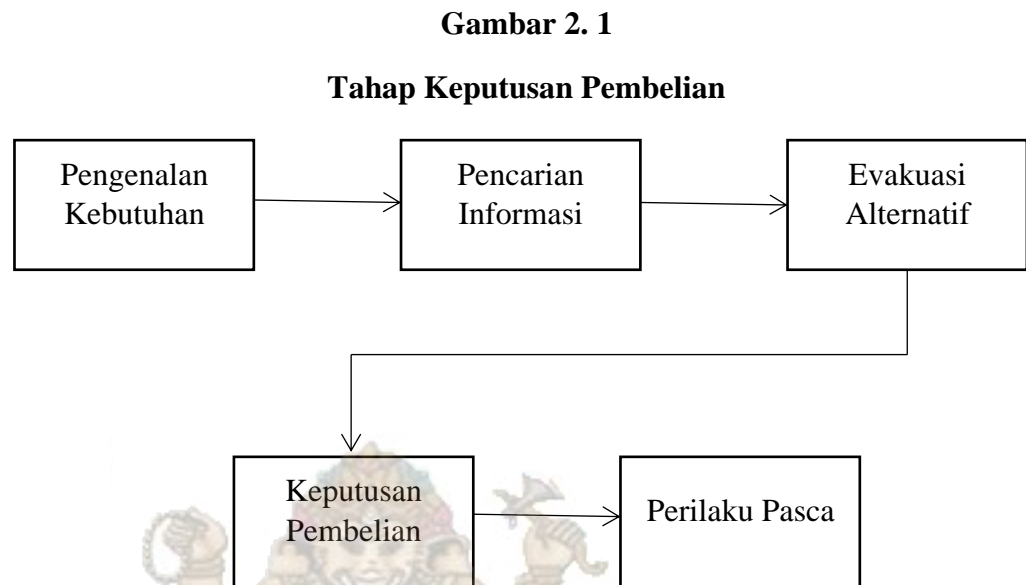 Gambar 2. 1
Tahap Keputusan Pembelian
Pengenalan
Kebutuhan
Pencarian
Informasi
Evakuasi
Alternatif
Keputusan
Pembelian
Perilaku Pasca